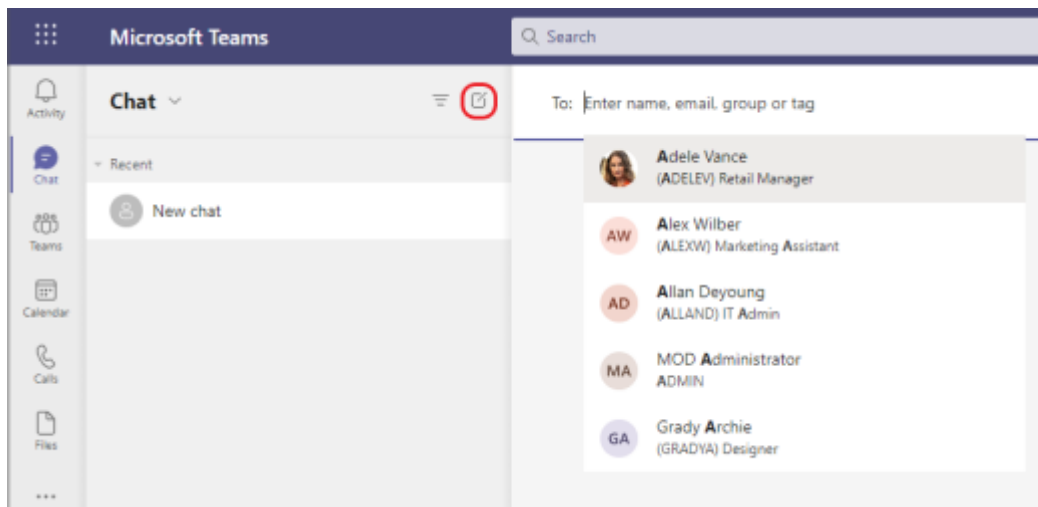 Microsoft Teams
Search
Activity
Chat
Teams
Calendar
Calls
Files
Chat
Recent
New chat
To: Enter name, email, group or tag
Adele Vance
(ADELEV) Retail Manager
AW
Alex Wilber
(ALEXW) Marketing Assistant
AD
Allan Deyoung
(ALLAND) IT Admin
MA
MOD Administrator
ADMIN
GA
Grady Archie
(GRADYA) Designer